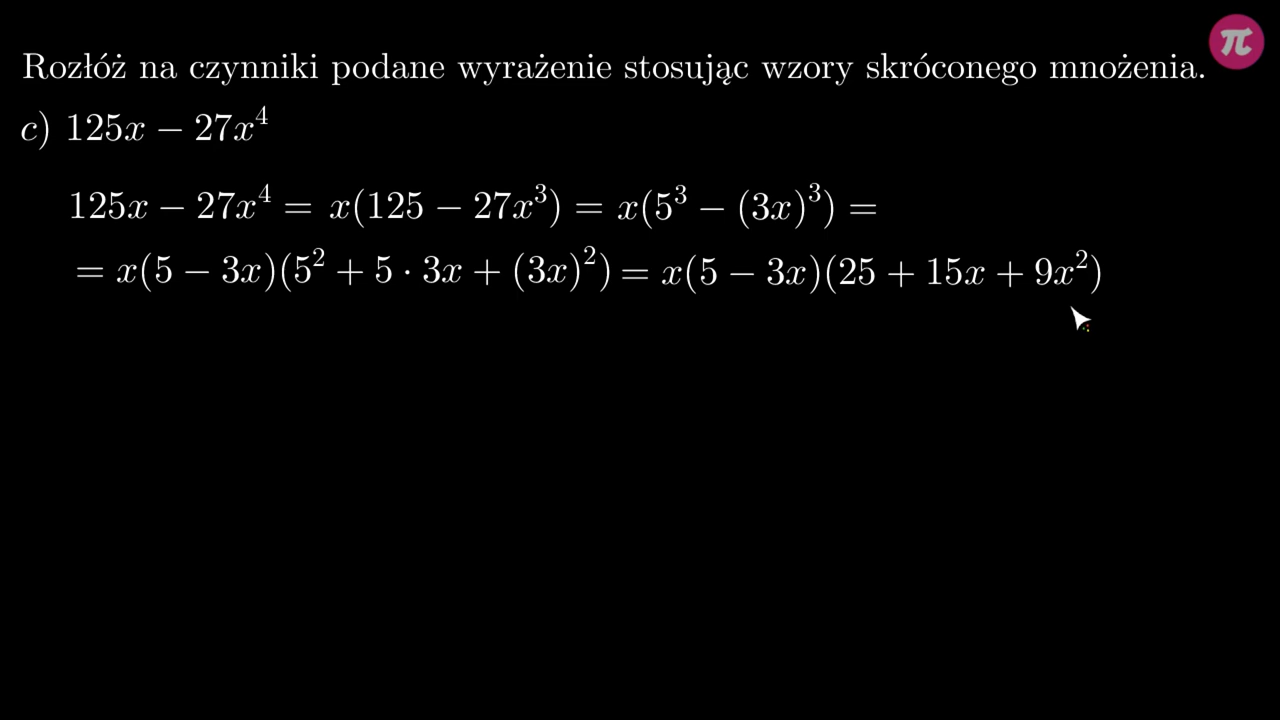 Rozłóż na czynniki podane wyrażenie stosując wzory skróconego mnożenia.
π
c) 125x − 27x⁴
125x − 27x⁴ = x(125 − 27x³) = x(5³ − (3x)³) =
= x(5 − 3x)(5² + 5 · 3x + (3x)²) = x(5 − 3x)(25 + 15x + 9x²)